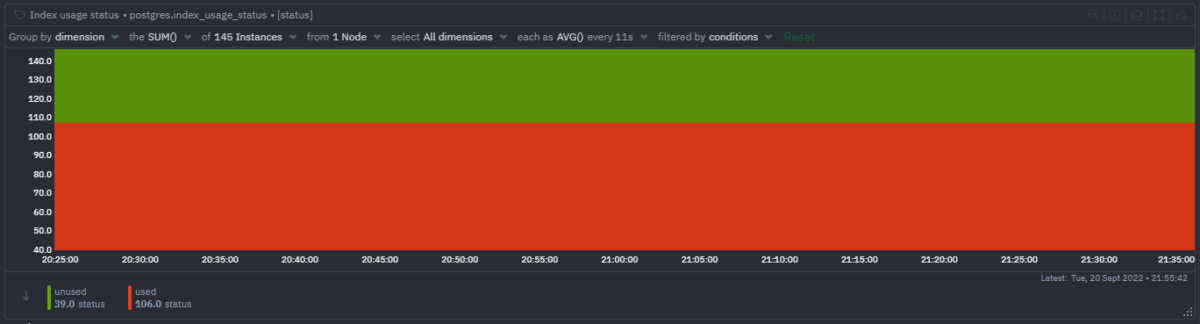 Index usage status • postgres.index_usage_status • [status]
Group by dimension the SUM() of 145 Instances from 1 Node select All dimensions each as AVG() every 11s filtered by conditions Reset
140.0
130.0
120.0
110.0
100.0
90.0
80.0
70.0
60.0
50.0
40.0
20:25:00 20:30:00 20:35:00 20:40:00 20:45:00 20:50:00 20:55:00 21:00:00 21:05:00 21:10:00 21:15:00 21:20:00 21:25:00 21:30:00 21:35:00
Latest: Tue, 20 Sept 2022 • 21:55:42
unused used
39.0 status 106.0 status